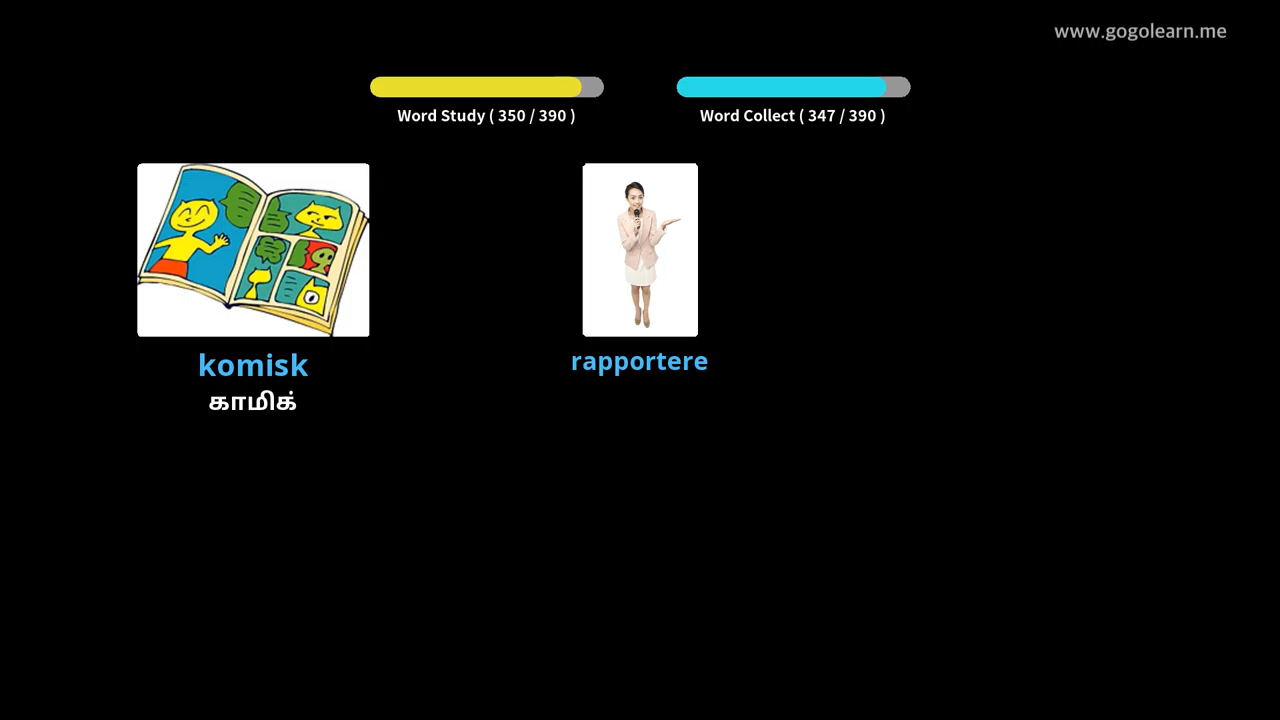 www.gogolearn.me
Word Study ( 350 / 390 )
Word Collect ( 347 / 390 )
komisk
காமிக்
rapportere